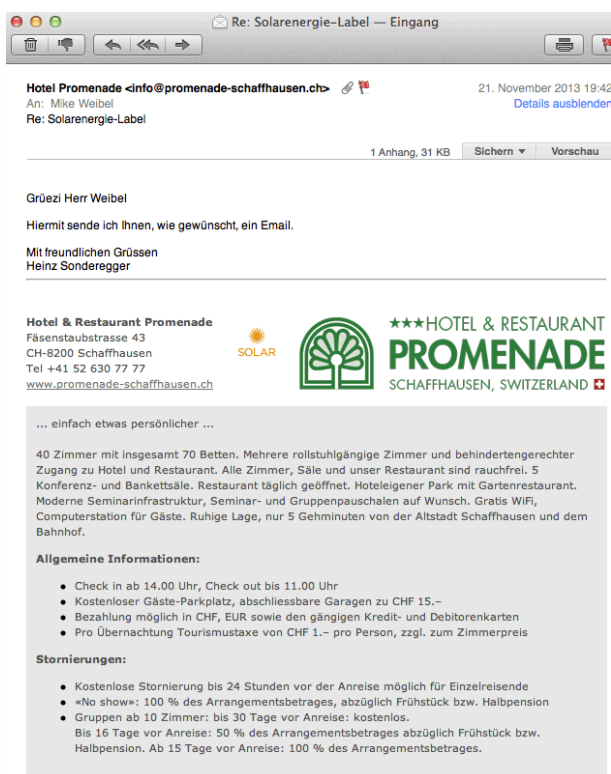 Re: Solarenergie-Label — Eingang
Hotel Promenade <info@promenade-schaffhausen.ch>
21. November 2013 19:42
An: Mike Weibel
Details ausblenden
Re: Solarenergie-Label
1 Anhang, 31 KB
Sichern
Vorschau
Grüezi Herr Weibel
Hiermit sende ich Ihnen, wie gewünscht, ein Email.
Mit freundlichen Grüssen
Heinz Sonderegger
Hotel & Restaurant Promenade
Fäsenstaubstrasse 43
CH-8200 Schaffhausen
Tel +41 52 630 77 77
www.promenade-schaffhausen.ch
SOLAR
★★★HOTEL & RESTAURANT
PROMENADE
SCHAFFHAUSEN, SWITZERLAND
... einfach etwas persönlicher ...
40 Zimmer mit insgesamt 70 Betten. Mehrere rollstuhlgängige Zimmer und behindertengerechter
Zugang zu Hotel und Restaurant. Alle Zimmer, Säle und unser Restaurant sind rauchfrei. 5
Konferenz- und Bankettsäle. Restaurant täglich geöffnet. Hoteleigener Park mit Gartenrestaurant.
Moderne Seminarinfrastruktur, Seminar- und Gruppenpauschalen auf Wunsch. Gratis WiFi,
Computerstation für Gäste. Ruhige Lage, nur 5 Gehminuten von der Altstadt Schaffhausen und dem
Bahnhof.
Allgemeine Informationen:
● Check in ab 14.00 Uhr, Check out bis 11.00 Uhr
● Kostenloser Gäste-Parkplatz, abschliessbare Garagen zu CHF 15.–
● Bezahlung möglich in CHF, EUR sowie den gängigen Kredit- und Debitorenkarten
● Pro Übernachtung Tourismustaxe von CHF 1.– pro Person, zzgl. zum Zimmerpreis
Stornierungen:
● Kostenlose Stornierung bis 24 Stunden vor der Anreise möglich für Einzelreisende
● «No show»: 100 % des Arrangementsbetrages, abzüglich Frühstück bzw. Halbpension
● Gruppen ab 10 Zimmer: bis 30 Tage vor Anreise: kostenlos.
Bis 16 Tage vor Anreise: 50 % des Arrangementsbetrages abzüglich Frühstück bzw.
Halbpension. Ab 15 Tage vor Anreise: 100 % des Arrangementsbetrages.